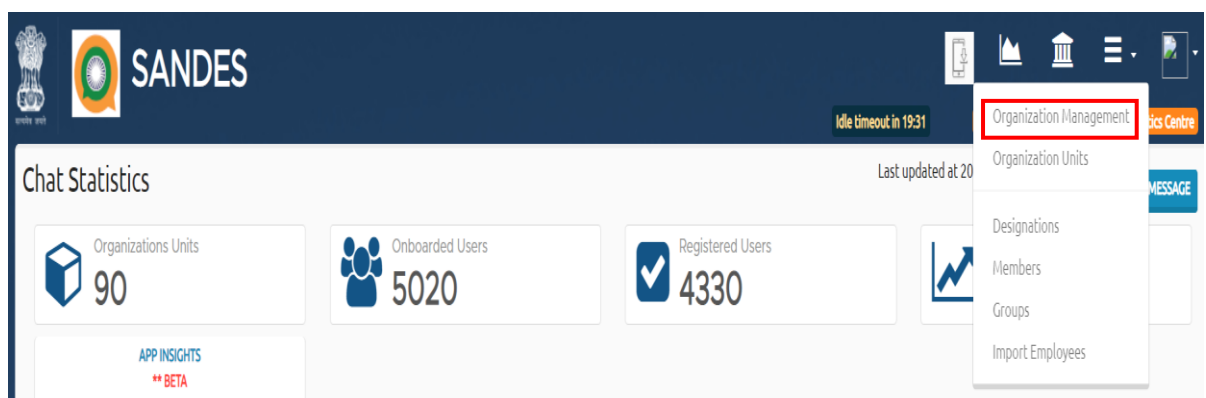 SANDES
Idle timeout in 19:31
tics Centre
Organization Management
Organization Units
Designations
Members
Groups
Import Employees
Chat Statistics
Last updated at 20
MESSAGE
Organizations Units
90
Onboarded Users
5020
Registered Users
4330
APP INSIGHTS
** BETA